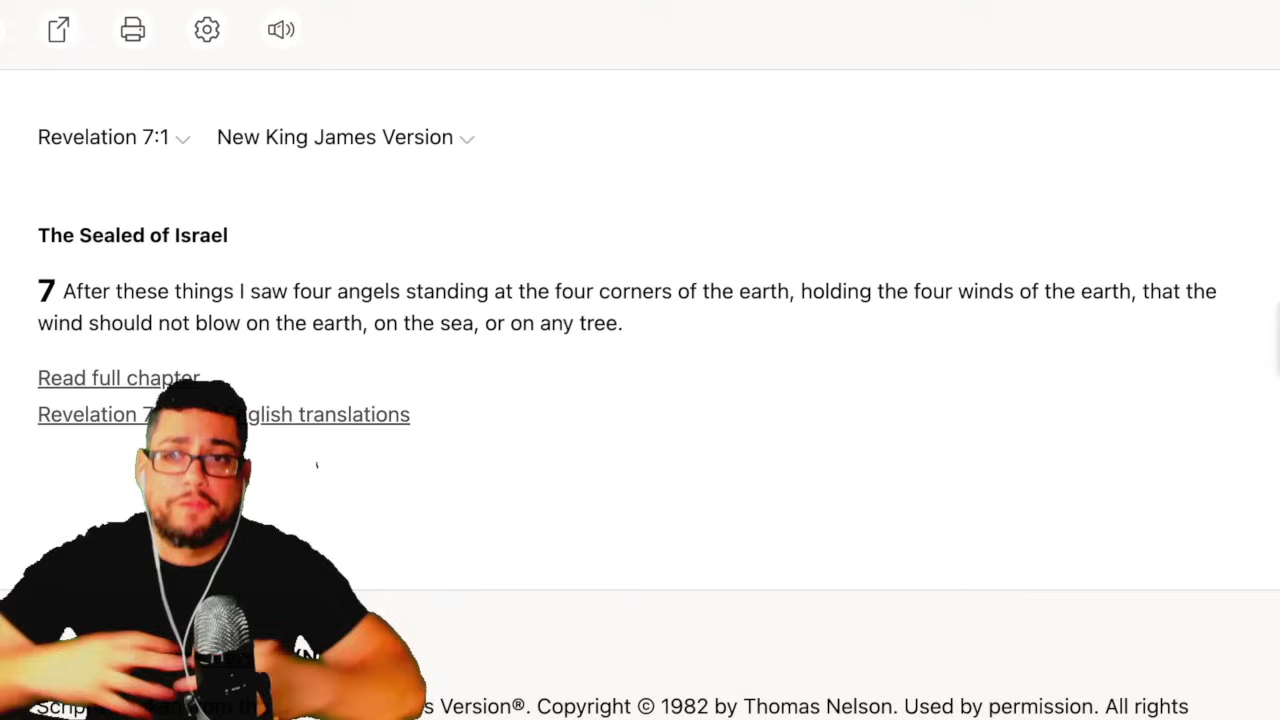 Revelation 7:1 New King James Version
The Sealed of Israel
7 After these things I saw four angels standing at the four corners of the earth, holding the four winds of the earth, that the
wind should not blow on the earth, on the sea, or on any tree.
Read full chapter
Revelation 7 glish translations
s Version®. Copyright © 1982 by Thomas Nelson. Used by permission. All rights